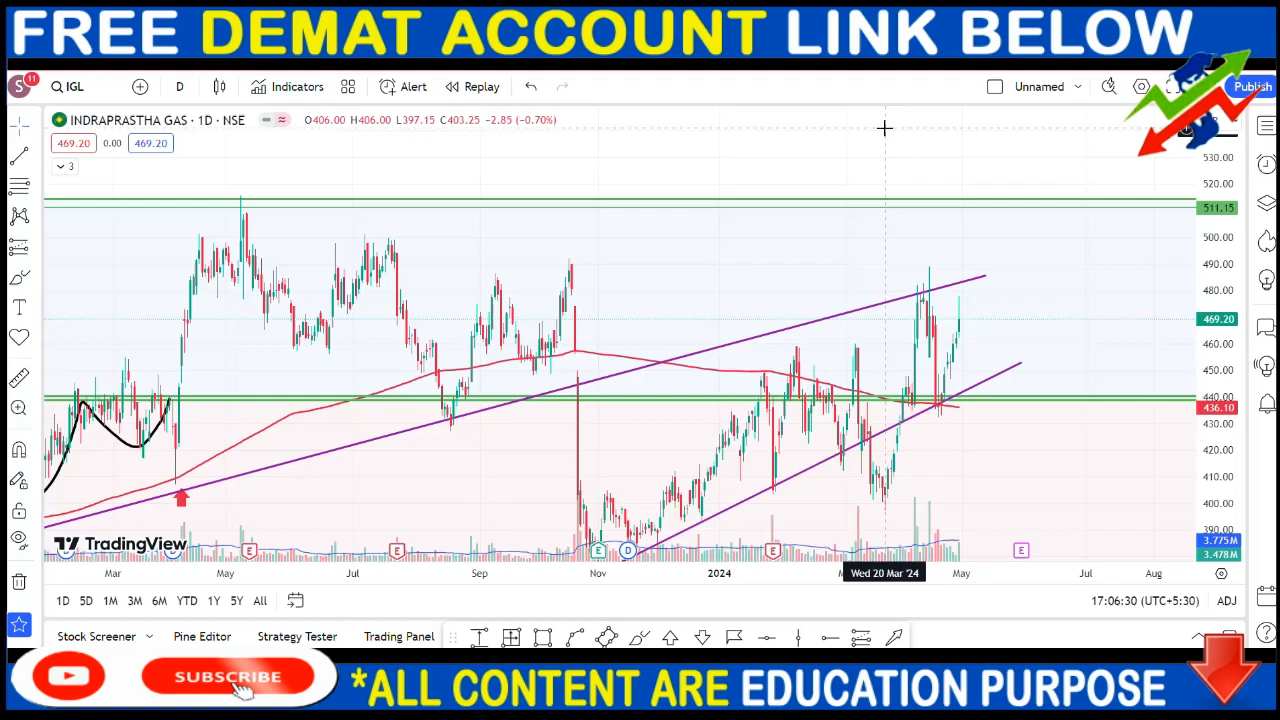 FREE DEMAT ACCOUNT LINK BELOW
S 11 IGL D Indicators Alert Replay Unnamed Publish
INDRAPRASTHA GAS · 1D · NSE O406.00 H406.00 L397.15 C403.25 −2.85 (−0.70%)
469.20 0.00 469.20
3
530.00
520.00
511.15
500.00
490.00
480.00
469.20
460.00
440.00
436.10
430.00
420.00
410.00
400.00
390.00
3.775M
3.478M
TradingView
D D E E E D E E
Mar May Jul Sep Nov 2024 Wed 20 Mar '24 May Jul Aug
1D 5D 1M 3M 6M YTD 1Y 5Y All 17:06:30 (UTC+5:30) ADJ
Stock Screener Pine Editor Strategy Tester Trading Panel
SUBSCRIBE
*ALL CONTENT ARE EDUCATION PURPOSE